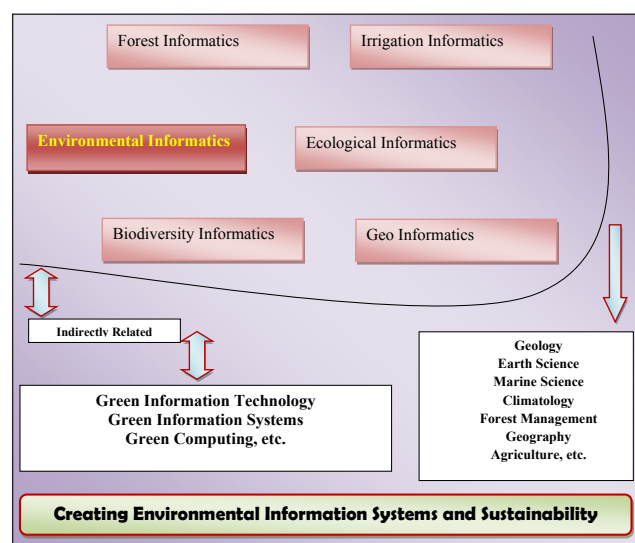 Forest Informatics
Irrigation Informatics
Environmental Informatics
Ecological Informatics
Biodiversity Informatics
Geo Informatics
Indirectly Related
Green Information Technology
Green Information Systems
Green Computing, etc.
Geology
Earth Science
Marine Science
Climatology
Forest Management
Geography
Agriculture, etc.
Creating Environmental Information Systems and Sustainability